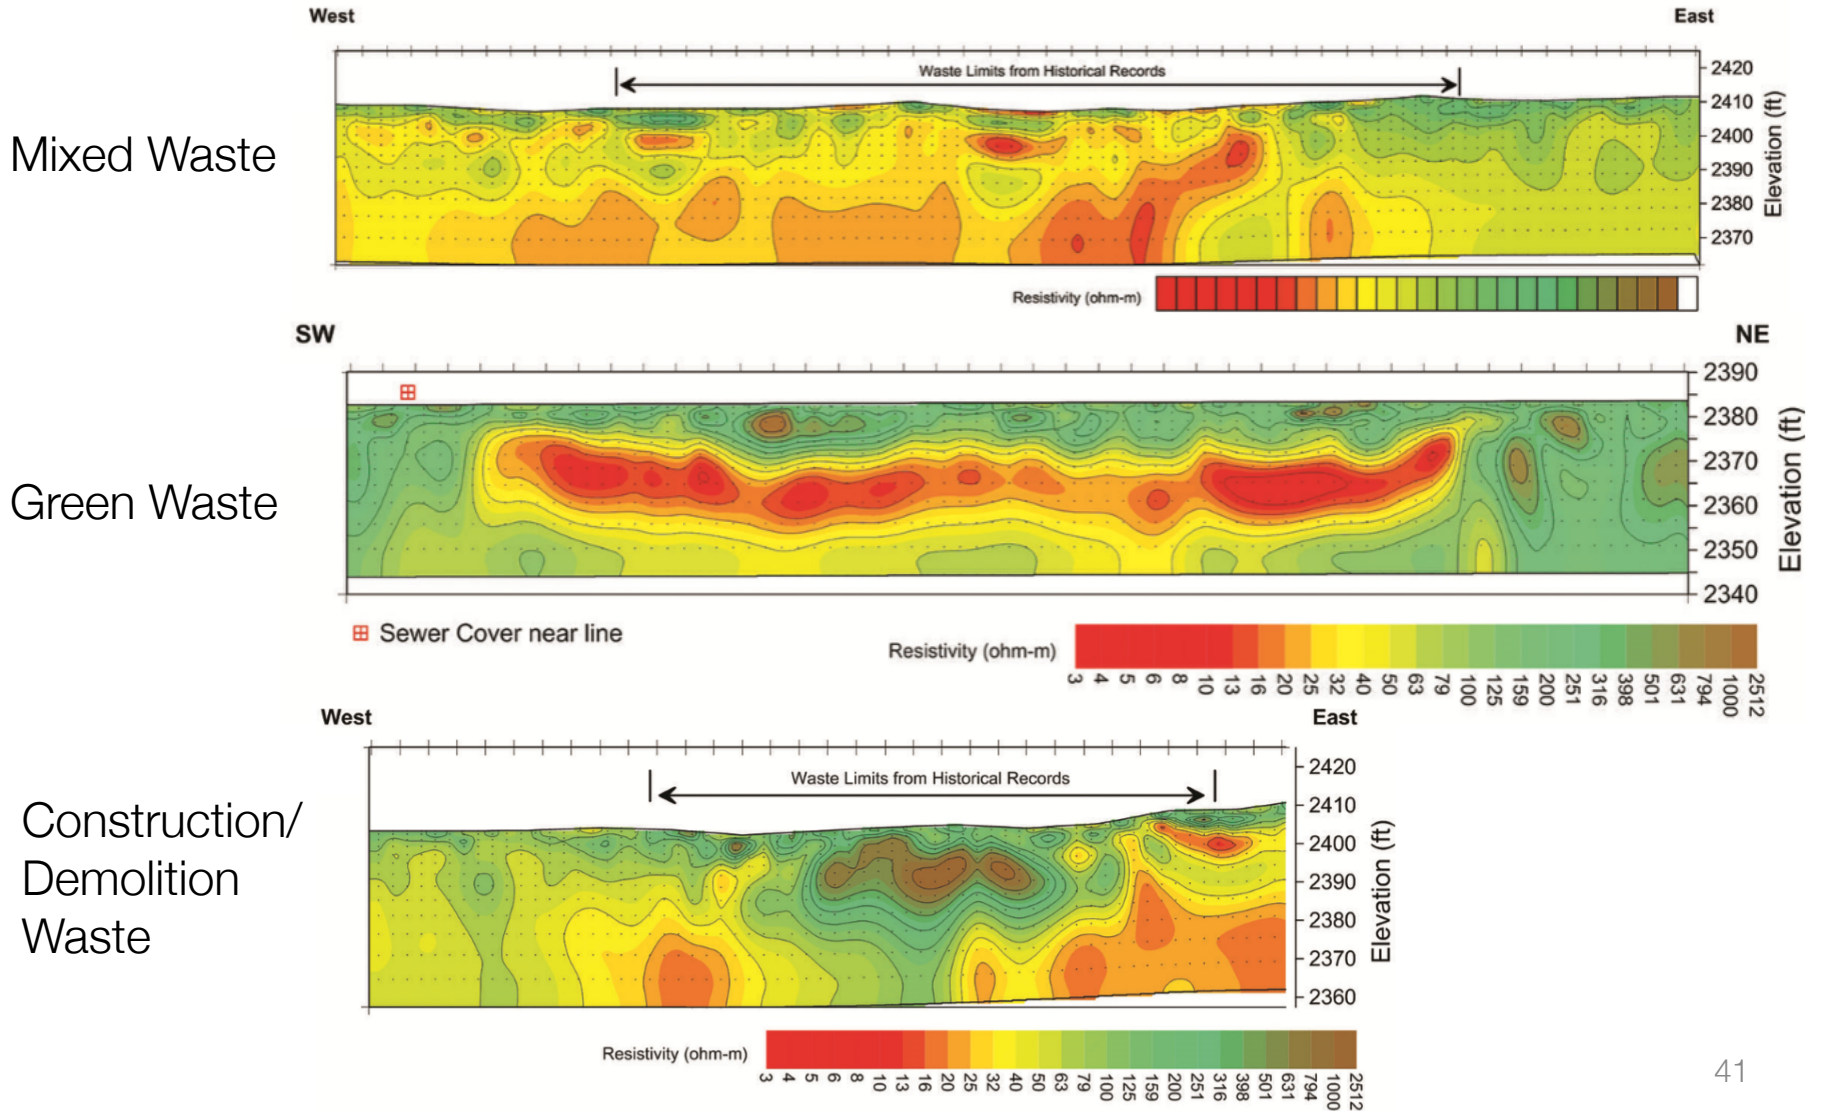 West
East
Waste Limits from Historical Records
2420
2410
2400
2390
2380
2370
Elevation (ft)
Mixed Waste
Resistivity (ohm-m)
SW
NE
2390
2380
2370
2360
2350
2340
Elevation (ft)
Green Waste
Sewer Cover near line
Resistivity (ohm-m)
3 4 5 6 8 10 13 16 20 25 32 40 50 63 79 100 125 159 200 251 316 398 501 631 794 1000 2512
West
East
Waste Limits from Historical Records
2420
2410
2400
2390
2380
2370
2360
Elevation (ft)
Construction/
Demolition
Waste
Resistivity (ohm-m)
3 4 5 6 8 10 13 16 20 25 32 40 50 63 79 100 125 159 200 251 316 398 501 631 794 1000 2512
41